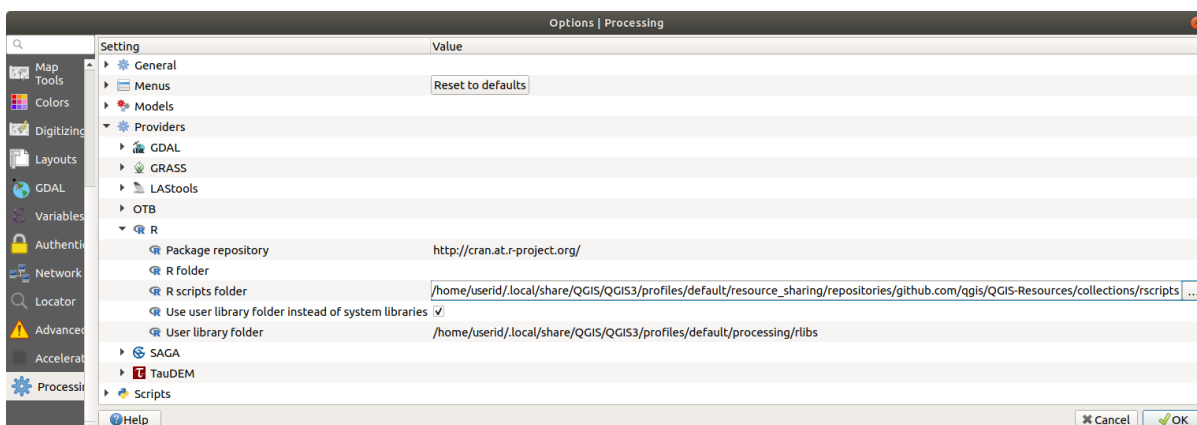 Options | Processing
Setting Value
Map Tools
Colors
Digitizing
Layouts
GDAL
Variables
Authenti
Network
Locator
Advanced
Accelerat
Processin
General
Menus Reset to defaults
Models
Providers
GDAL
GRASS
LAStools
OTB
R
Package repository http://cran.at.r-project.org/
R folder
R scripts folder /home/userid/.local/share/QGIS/QGIS3/profiles/default/resource_sharing/repositories/github.com/qgis/QGIS-Resources/collections/rscripts ...
Use user library folder instead of system libraries
User library folder /home/userid/.local/share/QGIS/QGIS3/profiles/default/processing/rlibs
SAGA
TauDEM
Scripts
Help Cancel OK